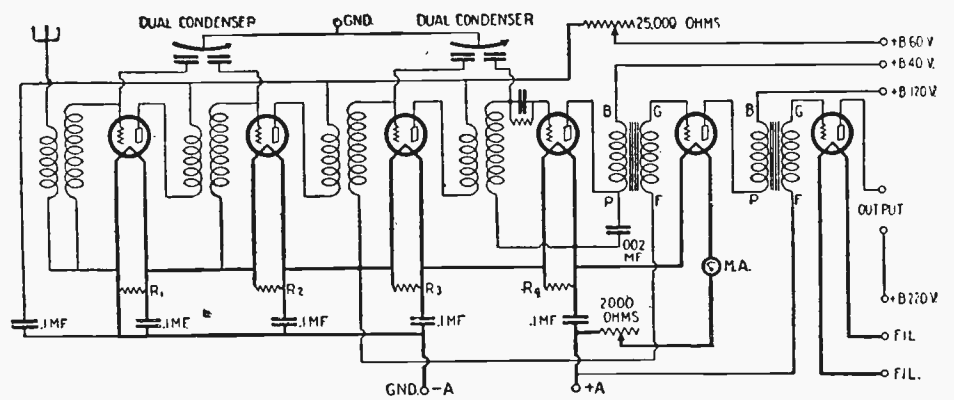 DUAL CONDENSER
GND.
DUAL CONDENSER
25,000 OHMS
+B 60 V.
+B 40 V.
+B 120 V.
B
G
B
G
P
F
P
F
OUTPUT
.002
MF
M.A.
R1
R2
R3
R4
+B 220 V.
2000
OHMS
.1MF
.1MF
.1MF
.1MF
.1MF
FIL.
FIL.
GND.
-A
+A